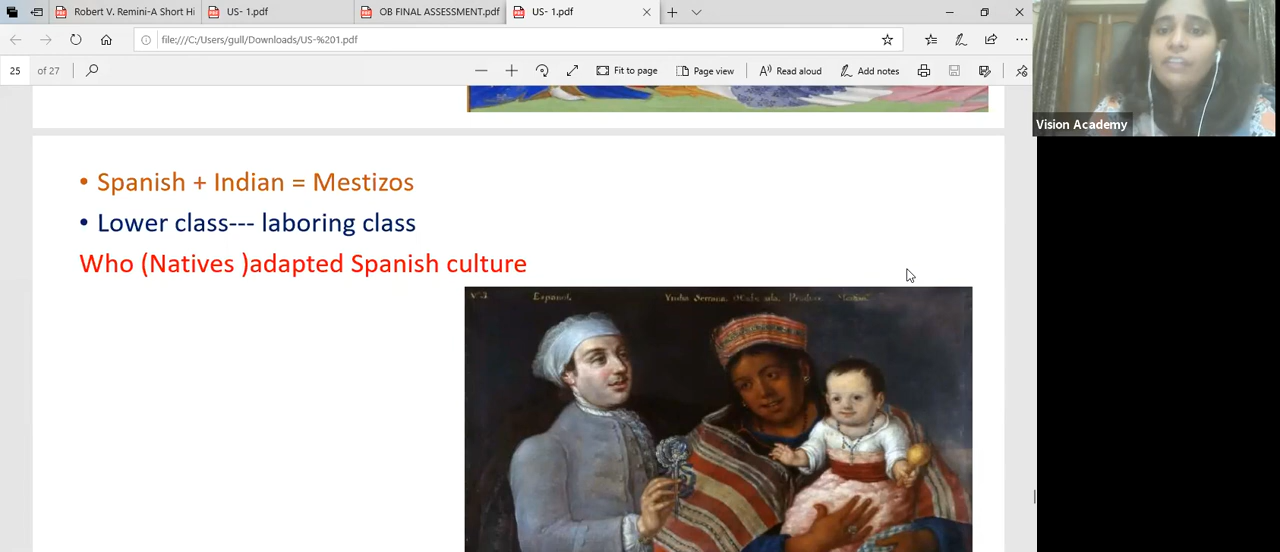 Robert V. Remini-A Short Hi
US- 1.pdf
OB FINAL ASSESSMENT.pdf
US- 1.pdf
file:///C:/Users/gull/Downloads/US-%201.pdf
25 of 27
Fit to page
Page view
Read aloud
Add notes
Vision Academy
• Spanish + Indian = Mestizos
• Lower class--- laboring class
Who (Natives )adapted Spanish culture